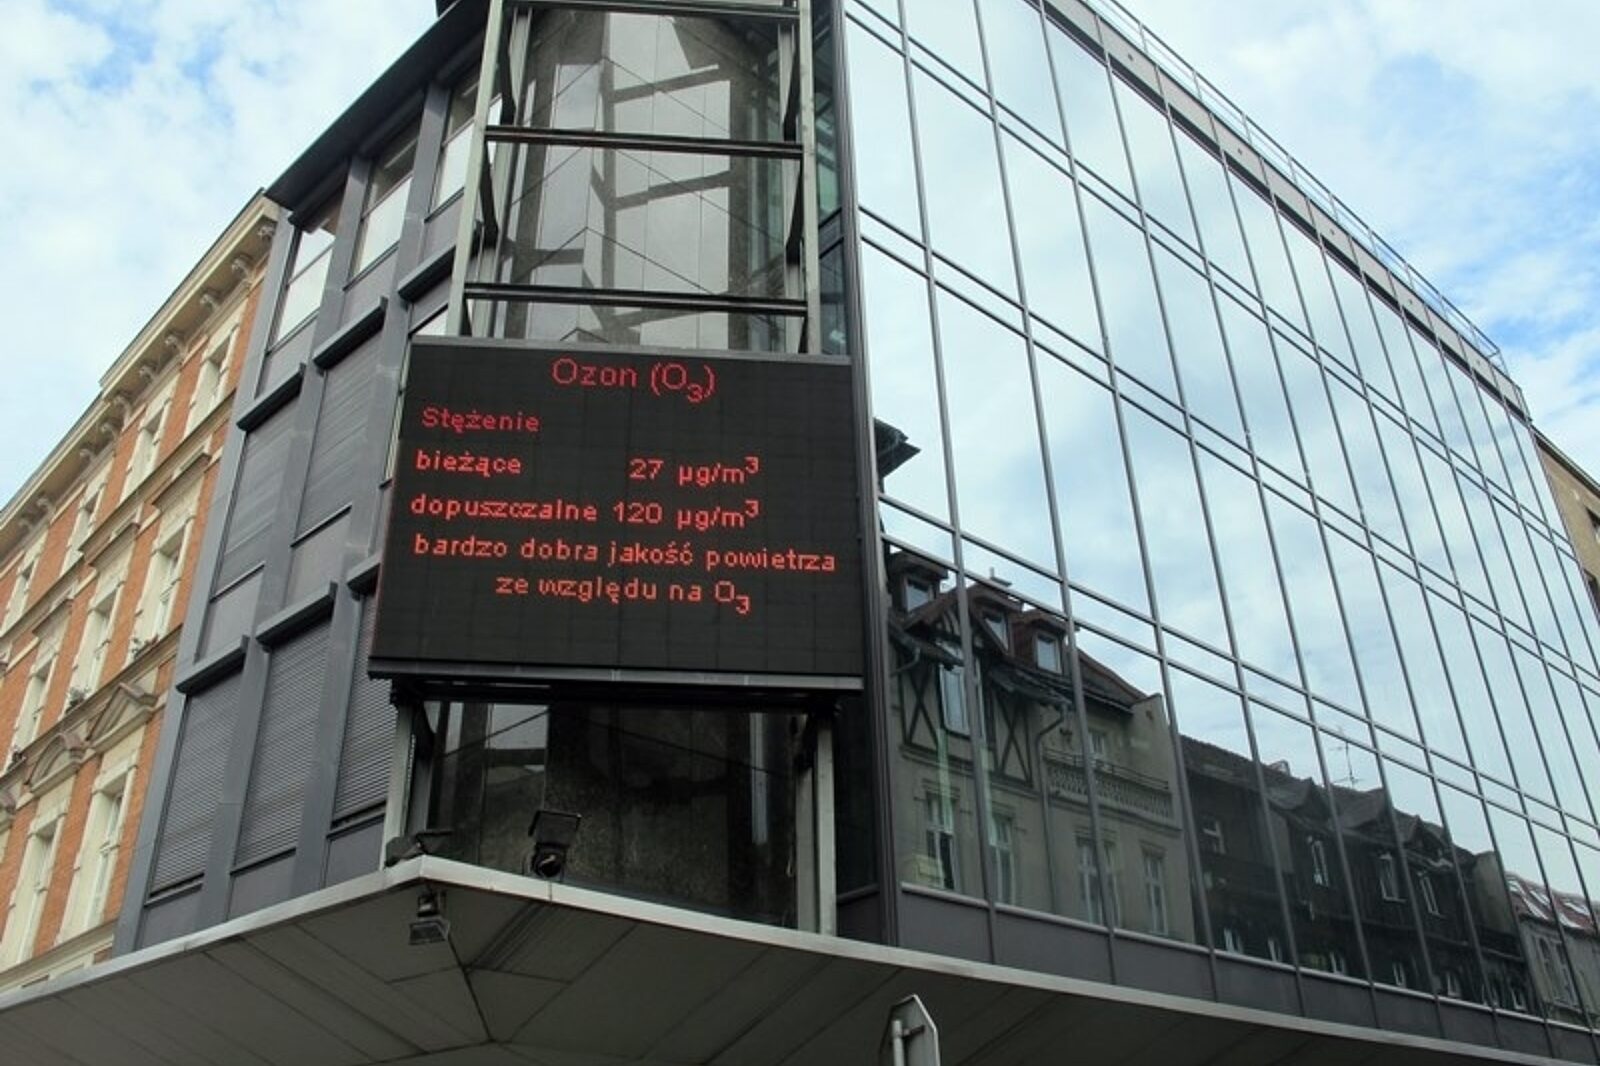 Ozon (O₃)
Stężenie
bieżące 27 µg/m³
dopuszczalne 120 µg/m³
bardzo dobra jakość powietrza
ze względu na O₃